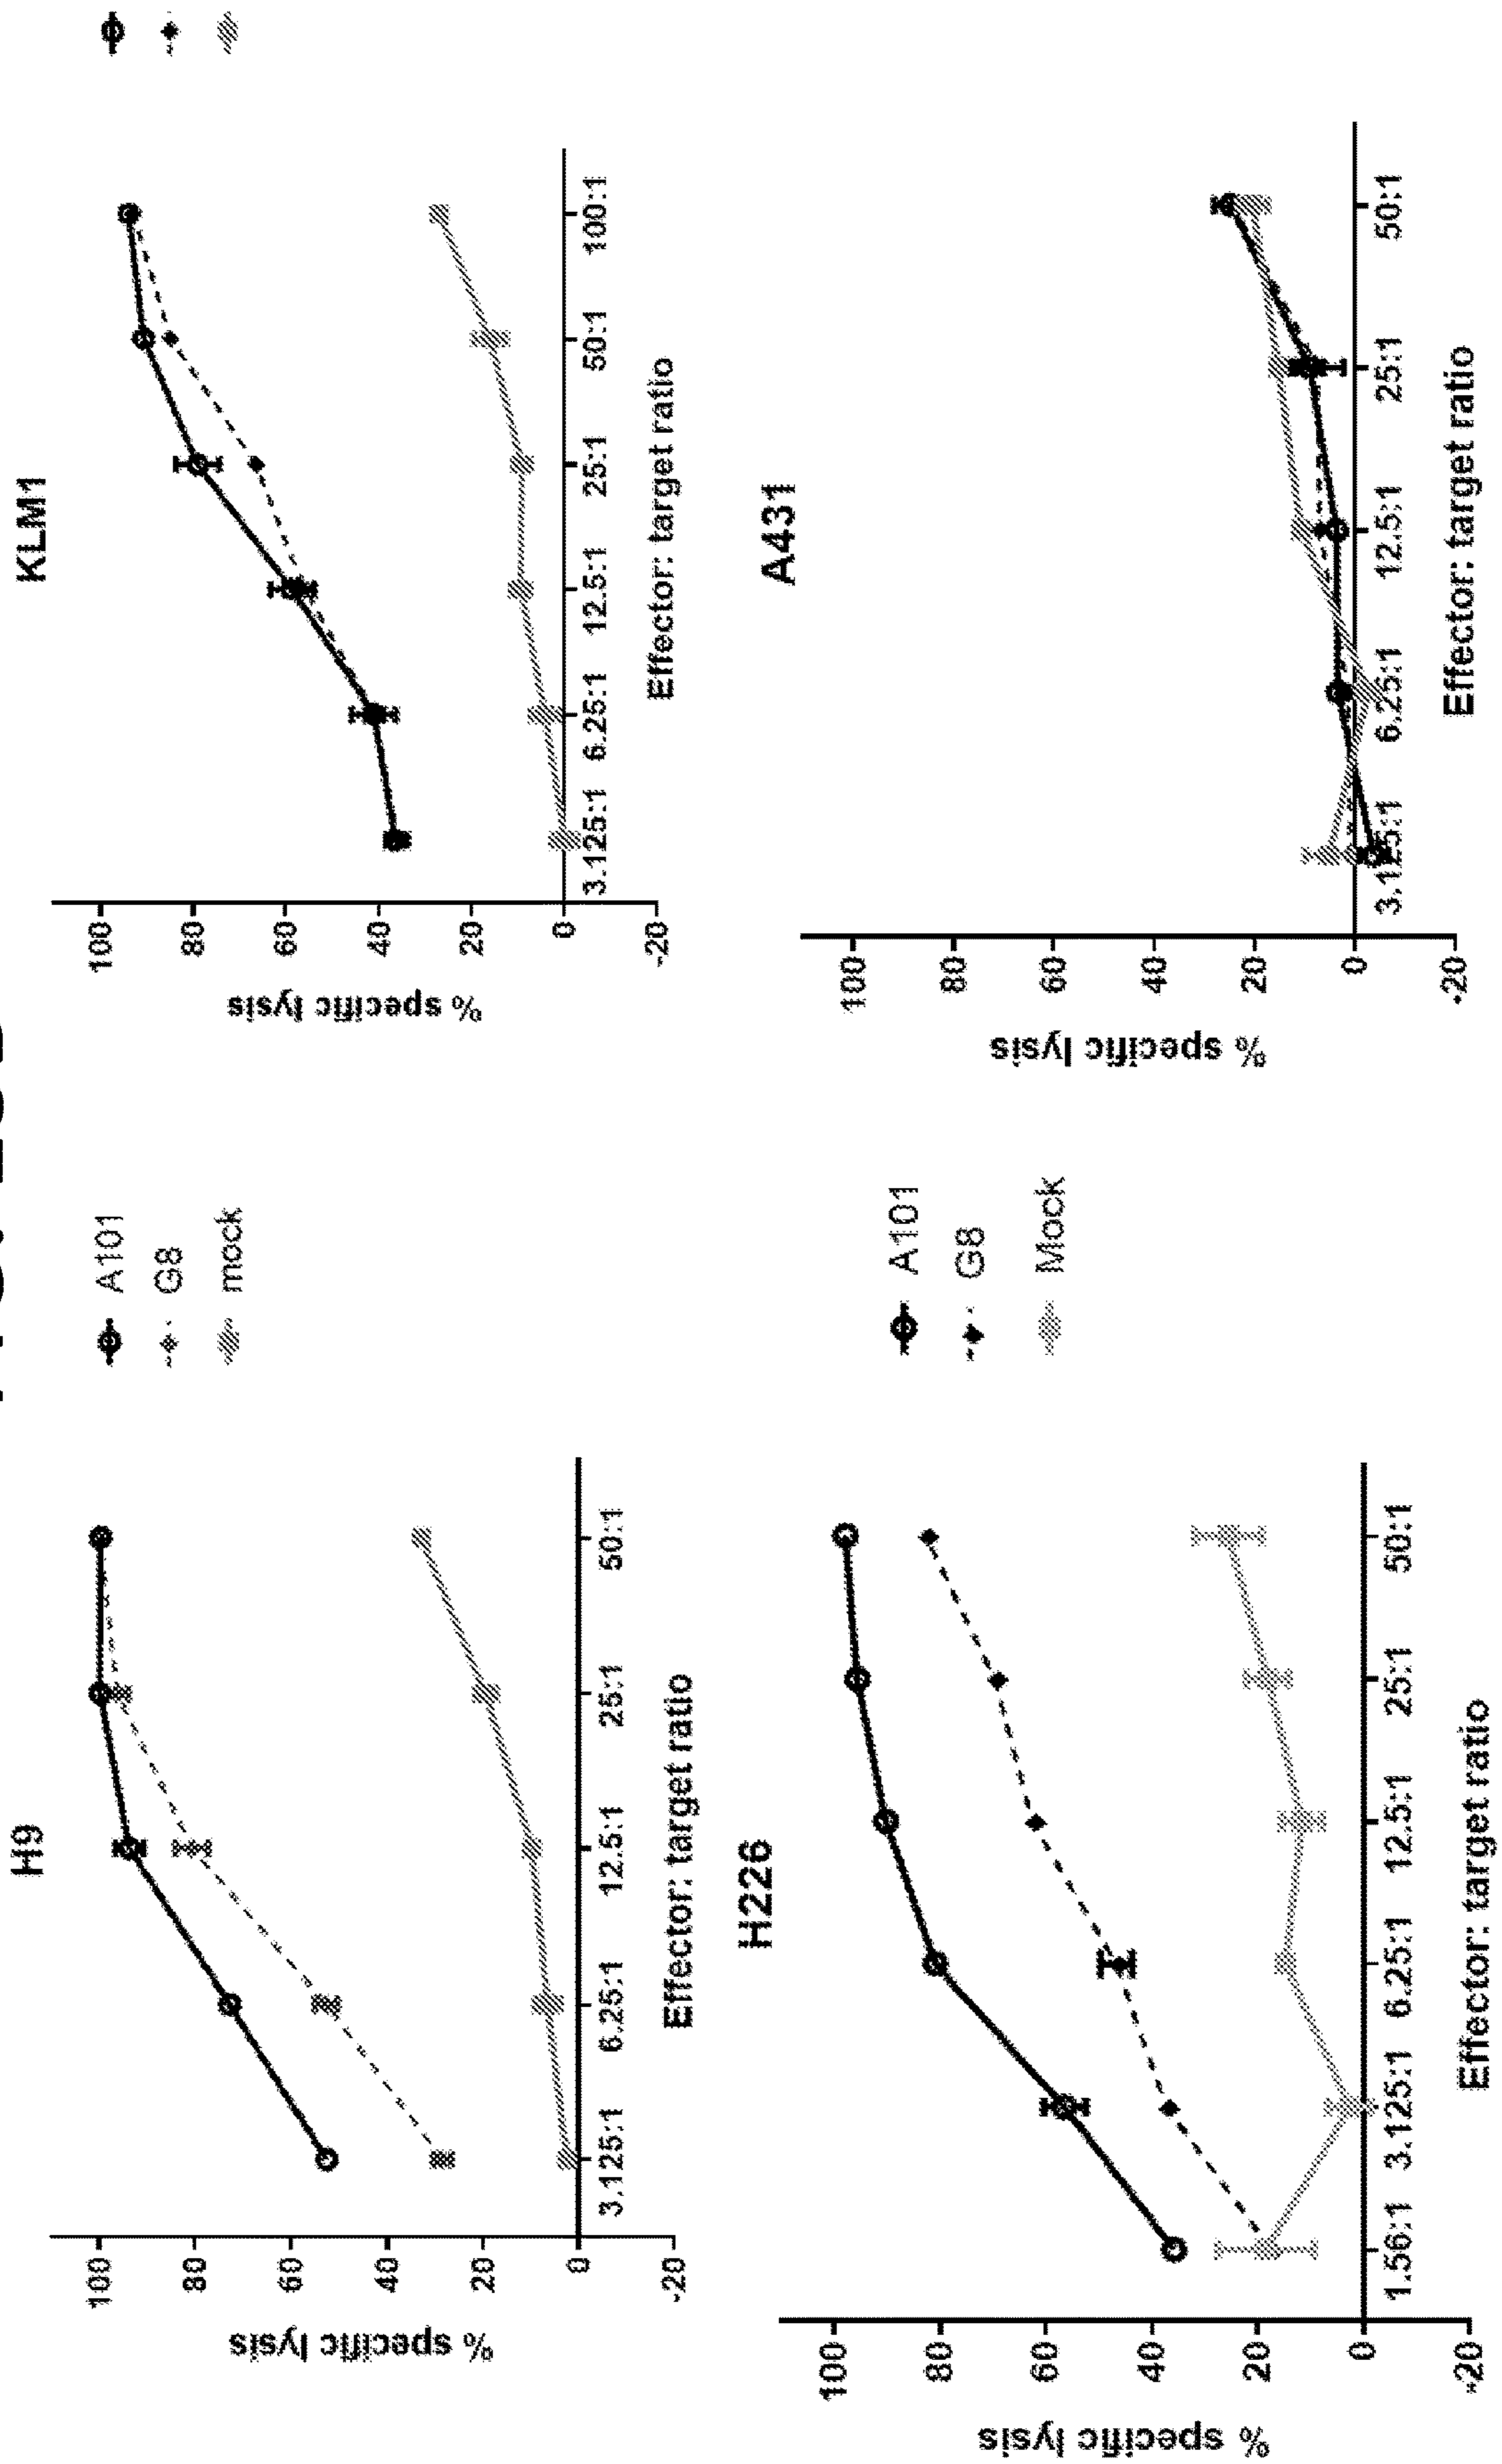 H9
% specific lysis
100
80
60
40
20
0
-20
3.125:1
6.25:1
12.5:1
25:1
50:1
Effector: target ratio
A101
G8
mock
KLM1
% specific lysis
100
80
60
40
20
0
-20
3.125:1
6.25:1
12.5:1
25:1
50:1
100:1
Effector: target ratio
H226
% specific lysis
100
80
60
40
20
0
-20
1.56:1
3.125:1
6.25:1
12.5:1
25:1
50:1
Effector: target ratio
A101
G8
Mock
A431
% specific lysis
100
80
60
40
20
0
-20
3.125:1
6.25:1
12.5:1
25:1
50:1
Effector: target ratio